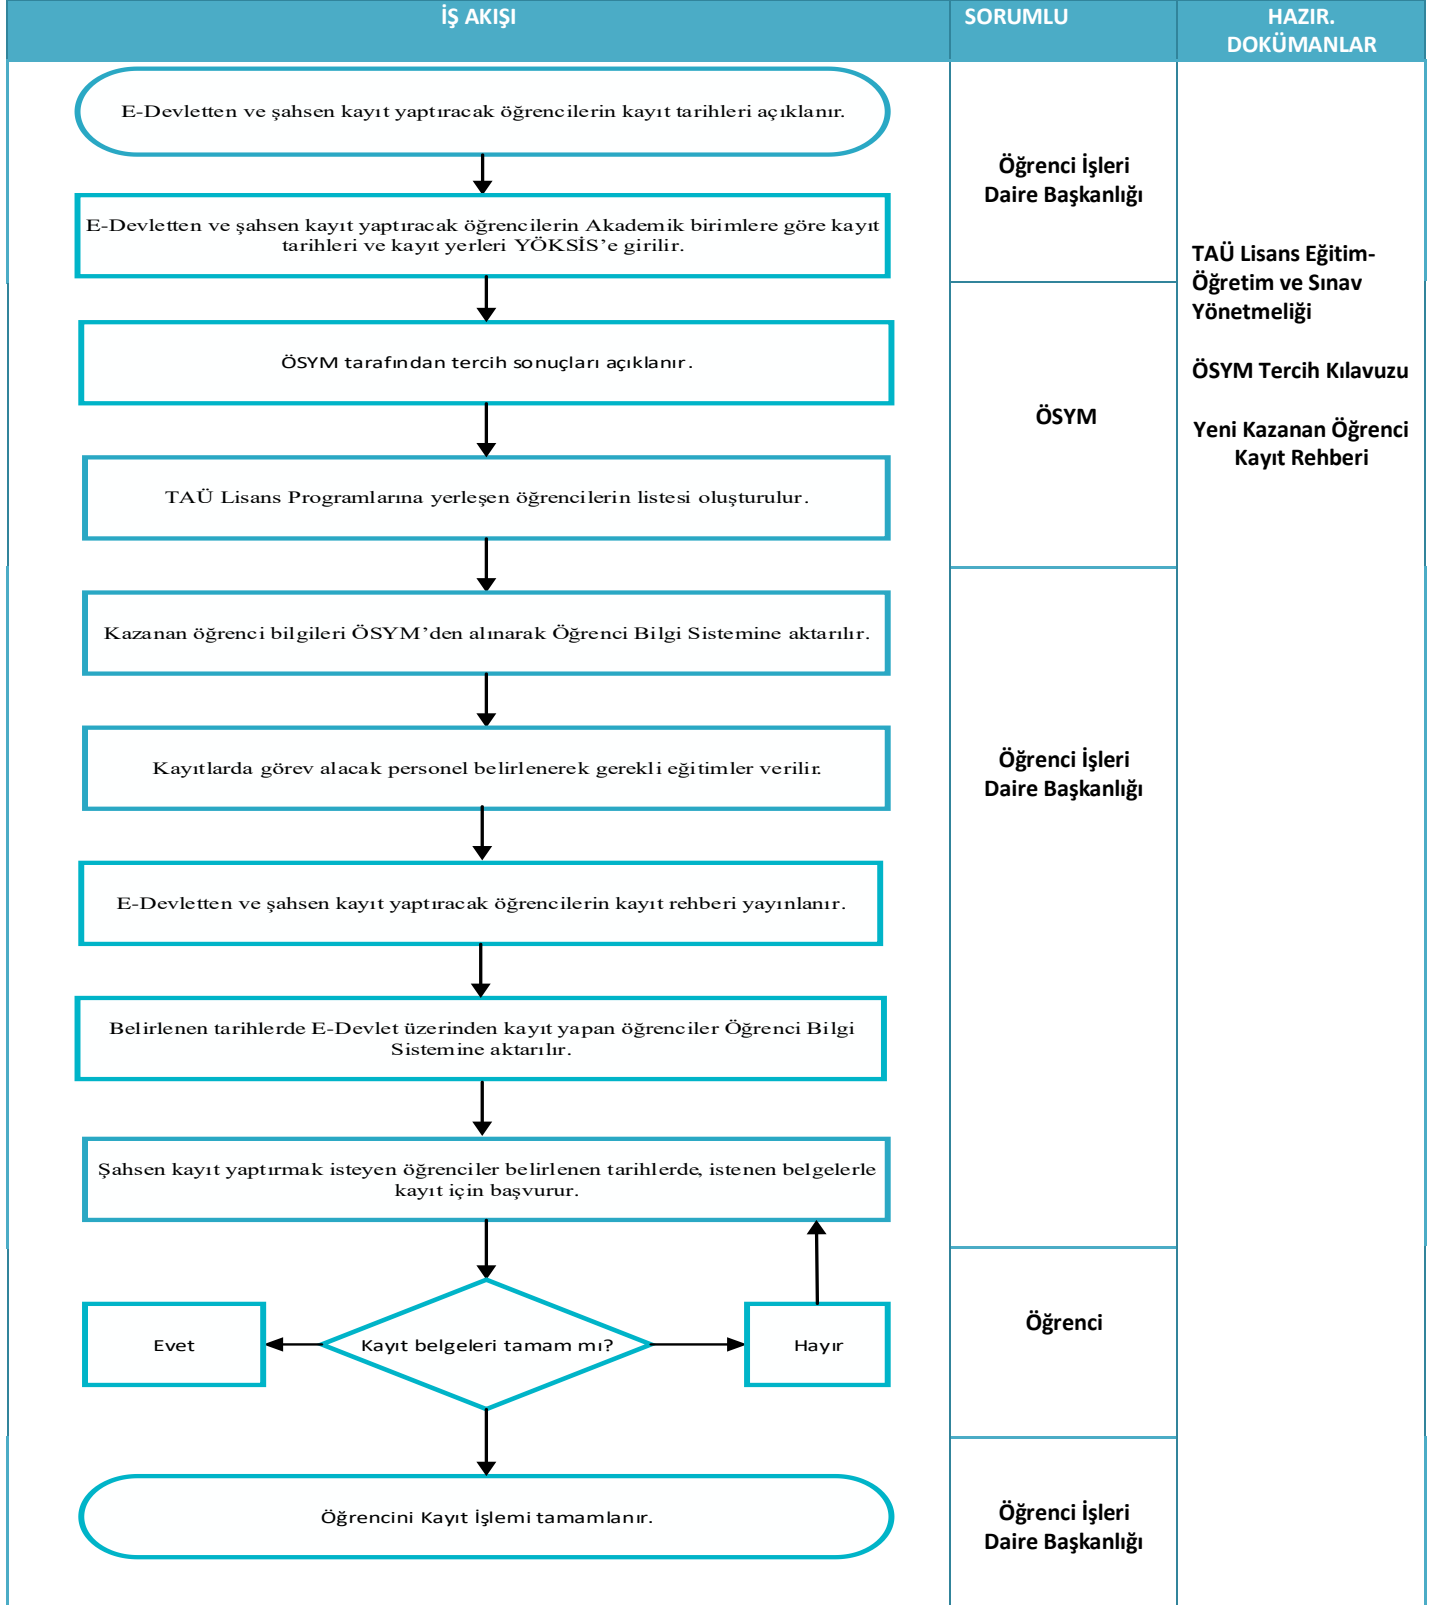 İŞ AKIŞI
SORUMLU
HAZIR.
DOKÜMANLAR
E-Devletten ve şahsen kayıt yaptıracak öğrencilerin kayıt tarihleri açıklanır.
E-Devletten ve şahsen kayıt yaptıracak öğrencilerin Akademik birimlere göre kayıt
tarihleri ve kayıt yerleri YÖKSİS’e girilir.
Öğrenci İşleri
Daire Başkanlığı
ÖSYM tarafından tercih sonuçları açıklanır.
TAÜ Lisans Programlarına yerleşen öğrencilerin listesi oluşturulur.
ÖSYM
TAÜ Lisans Eğitim-
Öğretim ve Sınav
Yönetmeliği
ÖSYM Tercih Kılavuzu
Yeni Kazanan Öğrenci
Kayıt Rehberi
Kazanan öğrenci bilgileri ÖSYM’den alınarak Öğrenci Bilgi Sistemine aktarılır.
Kayıtlarda görev alacak personel belirlenerek gerekli eğitimler verilir.
E-Devletten ve şahsen kayıt yaptıracak öğrencilerin kayıt rehberi yayınlanır.
Belirlenen tarihlerde E-Devlet üzerinden kayıt yapan öğrenciler Öğrenci Bilgi
Sistemine aktarılır.
Şahsen kayıt yaptırmak isteyen öğrenciler belirlenen tarihlerde, istenen belgelerle
kayıt için başvurur.
Öğrenci İşleri
Daire Başkanlığı
Evet
Kayıt belgeleri tamam mı?
Hayır
Öğrenci
Öğrencini Kayıt İşlemi tamamlanır.
Öğrenci İşleri
Daire Başkanlığı